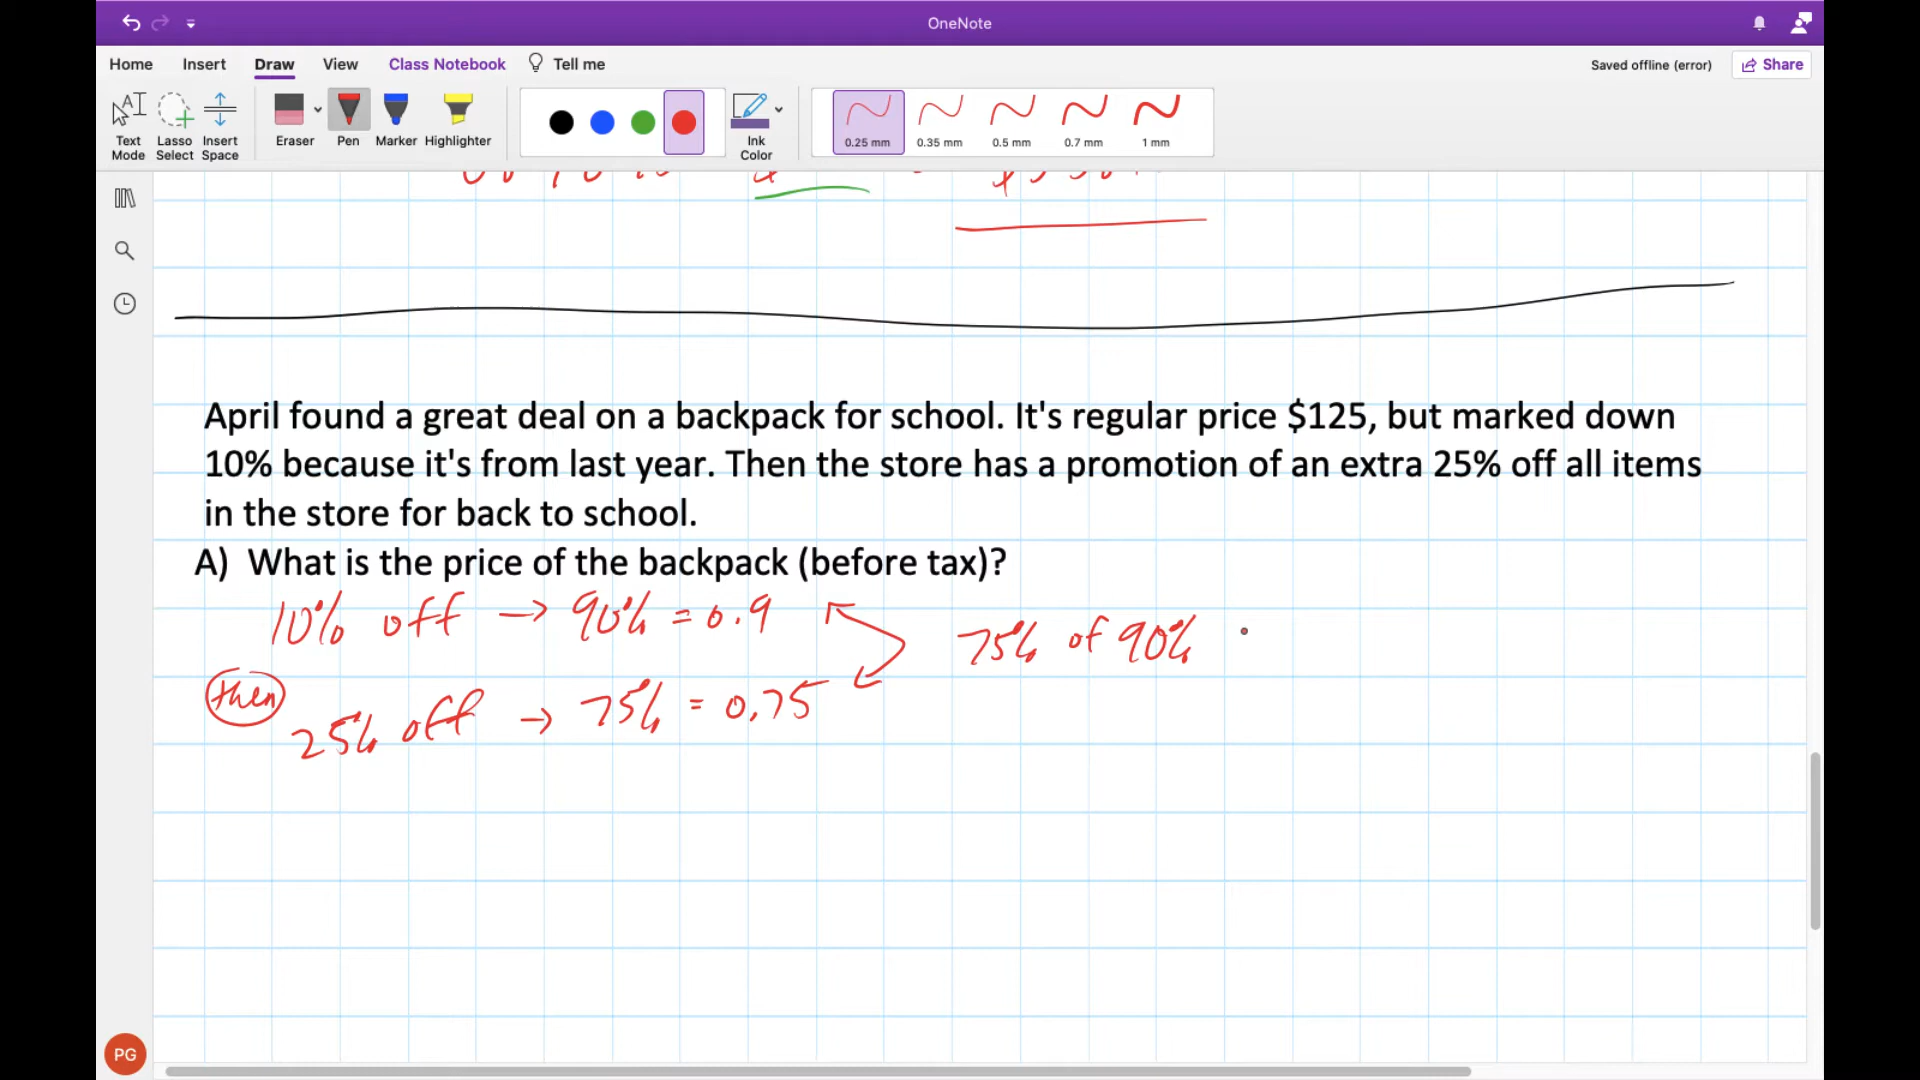 OneNote
Home Insert Draw View Class Notebook Tell me
Saved offline (error) Share
Text Mode Lasso Select Insert Space Eraser Pen Marker Highlighter Ink Color 0.25 mm 0.35 mm 0.5 mm 0.7 mm 1 mm
April found a great deal on a backpack for school. It's regular price $125, but marked down
10% because it's from last year. Then the store has a promotion of an extra 25% off all items
in the store for back to school.
A) What is the price of the backpack (before tax)?
10% off → 90% = 0.9
75% of 90%
then
25% off → 75% = 0.75
PG